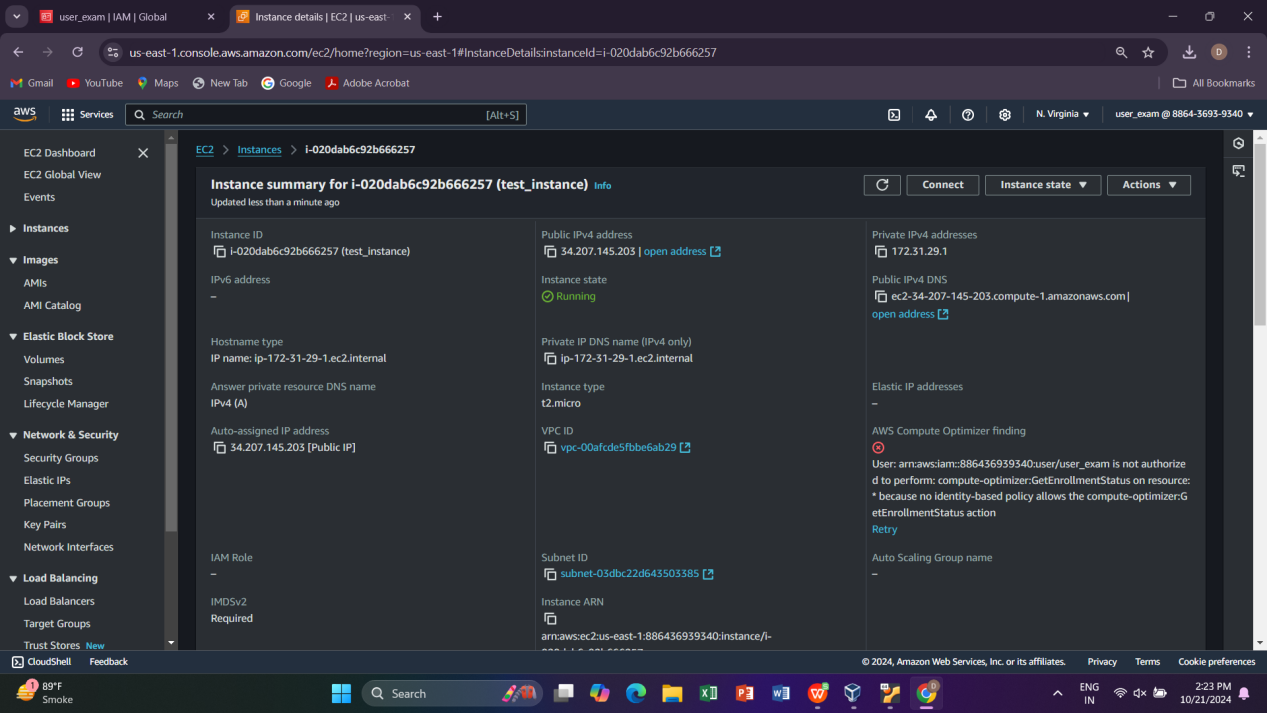 user_exam | IAM | Global
Instance details | EC2 | us-east-
us-east-1.console.aws.amazon.com/ec2/home?region=us-east-1#InstanceDetails:instanceId=i-020dab6c92b666257
D
Gmail
YouTube
Maps
New Tab
Google
Adobe Acrobat
All Bookmarks
aws
Services
Search
[Alt+S]
N. Virginia
user_exam @ 8864-3693-9340
EC2 Dashboard
EC2 Global View
Events
Instances
Images
AMIs
AMI Catalog
Elastic Block Store
Volumes
Snapshots
Lifecycle Manager
Network & Security
Security Groups
Elastic IPs
Placement Groups
Key Pairs
Network Interfaces
Load Balancing
Load Balancers
Target Groups
Trust Stores New
EC2 > Instances > i-020dab6c92b666257
Instance summary for i-020dab6c92b666257 (test_instance) Info
Updated less than a minute ago
Connect
Instance state
Actions
Instance ID
i-020dab6c92b666257 (test_instance)
Public IPv4 address
34.207.145.203 | open address
Private IPv4 addresses
172.31.29.1
IPv6 address
–
Instance state
Running
Public IPv4 DNS
ec2-34-207-145-203.compute-1.amazonaws.com |
open address
Hostname type
IP name: ip-172-31-29-1.ec2.internal
Private IP DNS name (IPv4 only)
ip-172-31-29-1.ec2.internal
Answer private resource DNS name
IPv4 (A)
Instance type
t2.micro
Elastic IP addresses
–
Auto-assigned IP address
34.207.145.203 [Public IP]
VPC ID
vpc-00afcde5fbbe6ab29
AWS Compute Optimizer finding
User: arn:aws:iam::886436939340:user/user_exam is not authorize
d to perform: compute-optimizer:GetEnrollmentStatus on resource:
* because no identity-based policy allows the compute-optimizer:G
etEnrollmentStatus action
Retry
IAM Role
–
Subnet ID
subnet-03dbc22d643503385
Auto Scaling Group name
–
IMDSv2
Required
Instance ARN
arn:aws:ec2:us-east-1:886436939340:instance/i-
020dab6c92b666257
CloudShell
Feedback
© 2024, Amazon Web Services, Inc. or its affiliates.
Privacy
Terms
Cookie preferences
1
89°F
Smoke
Search
ENG
IN
2:23 PM
10/21/2024